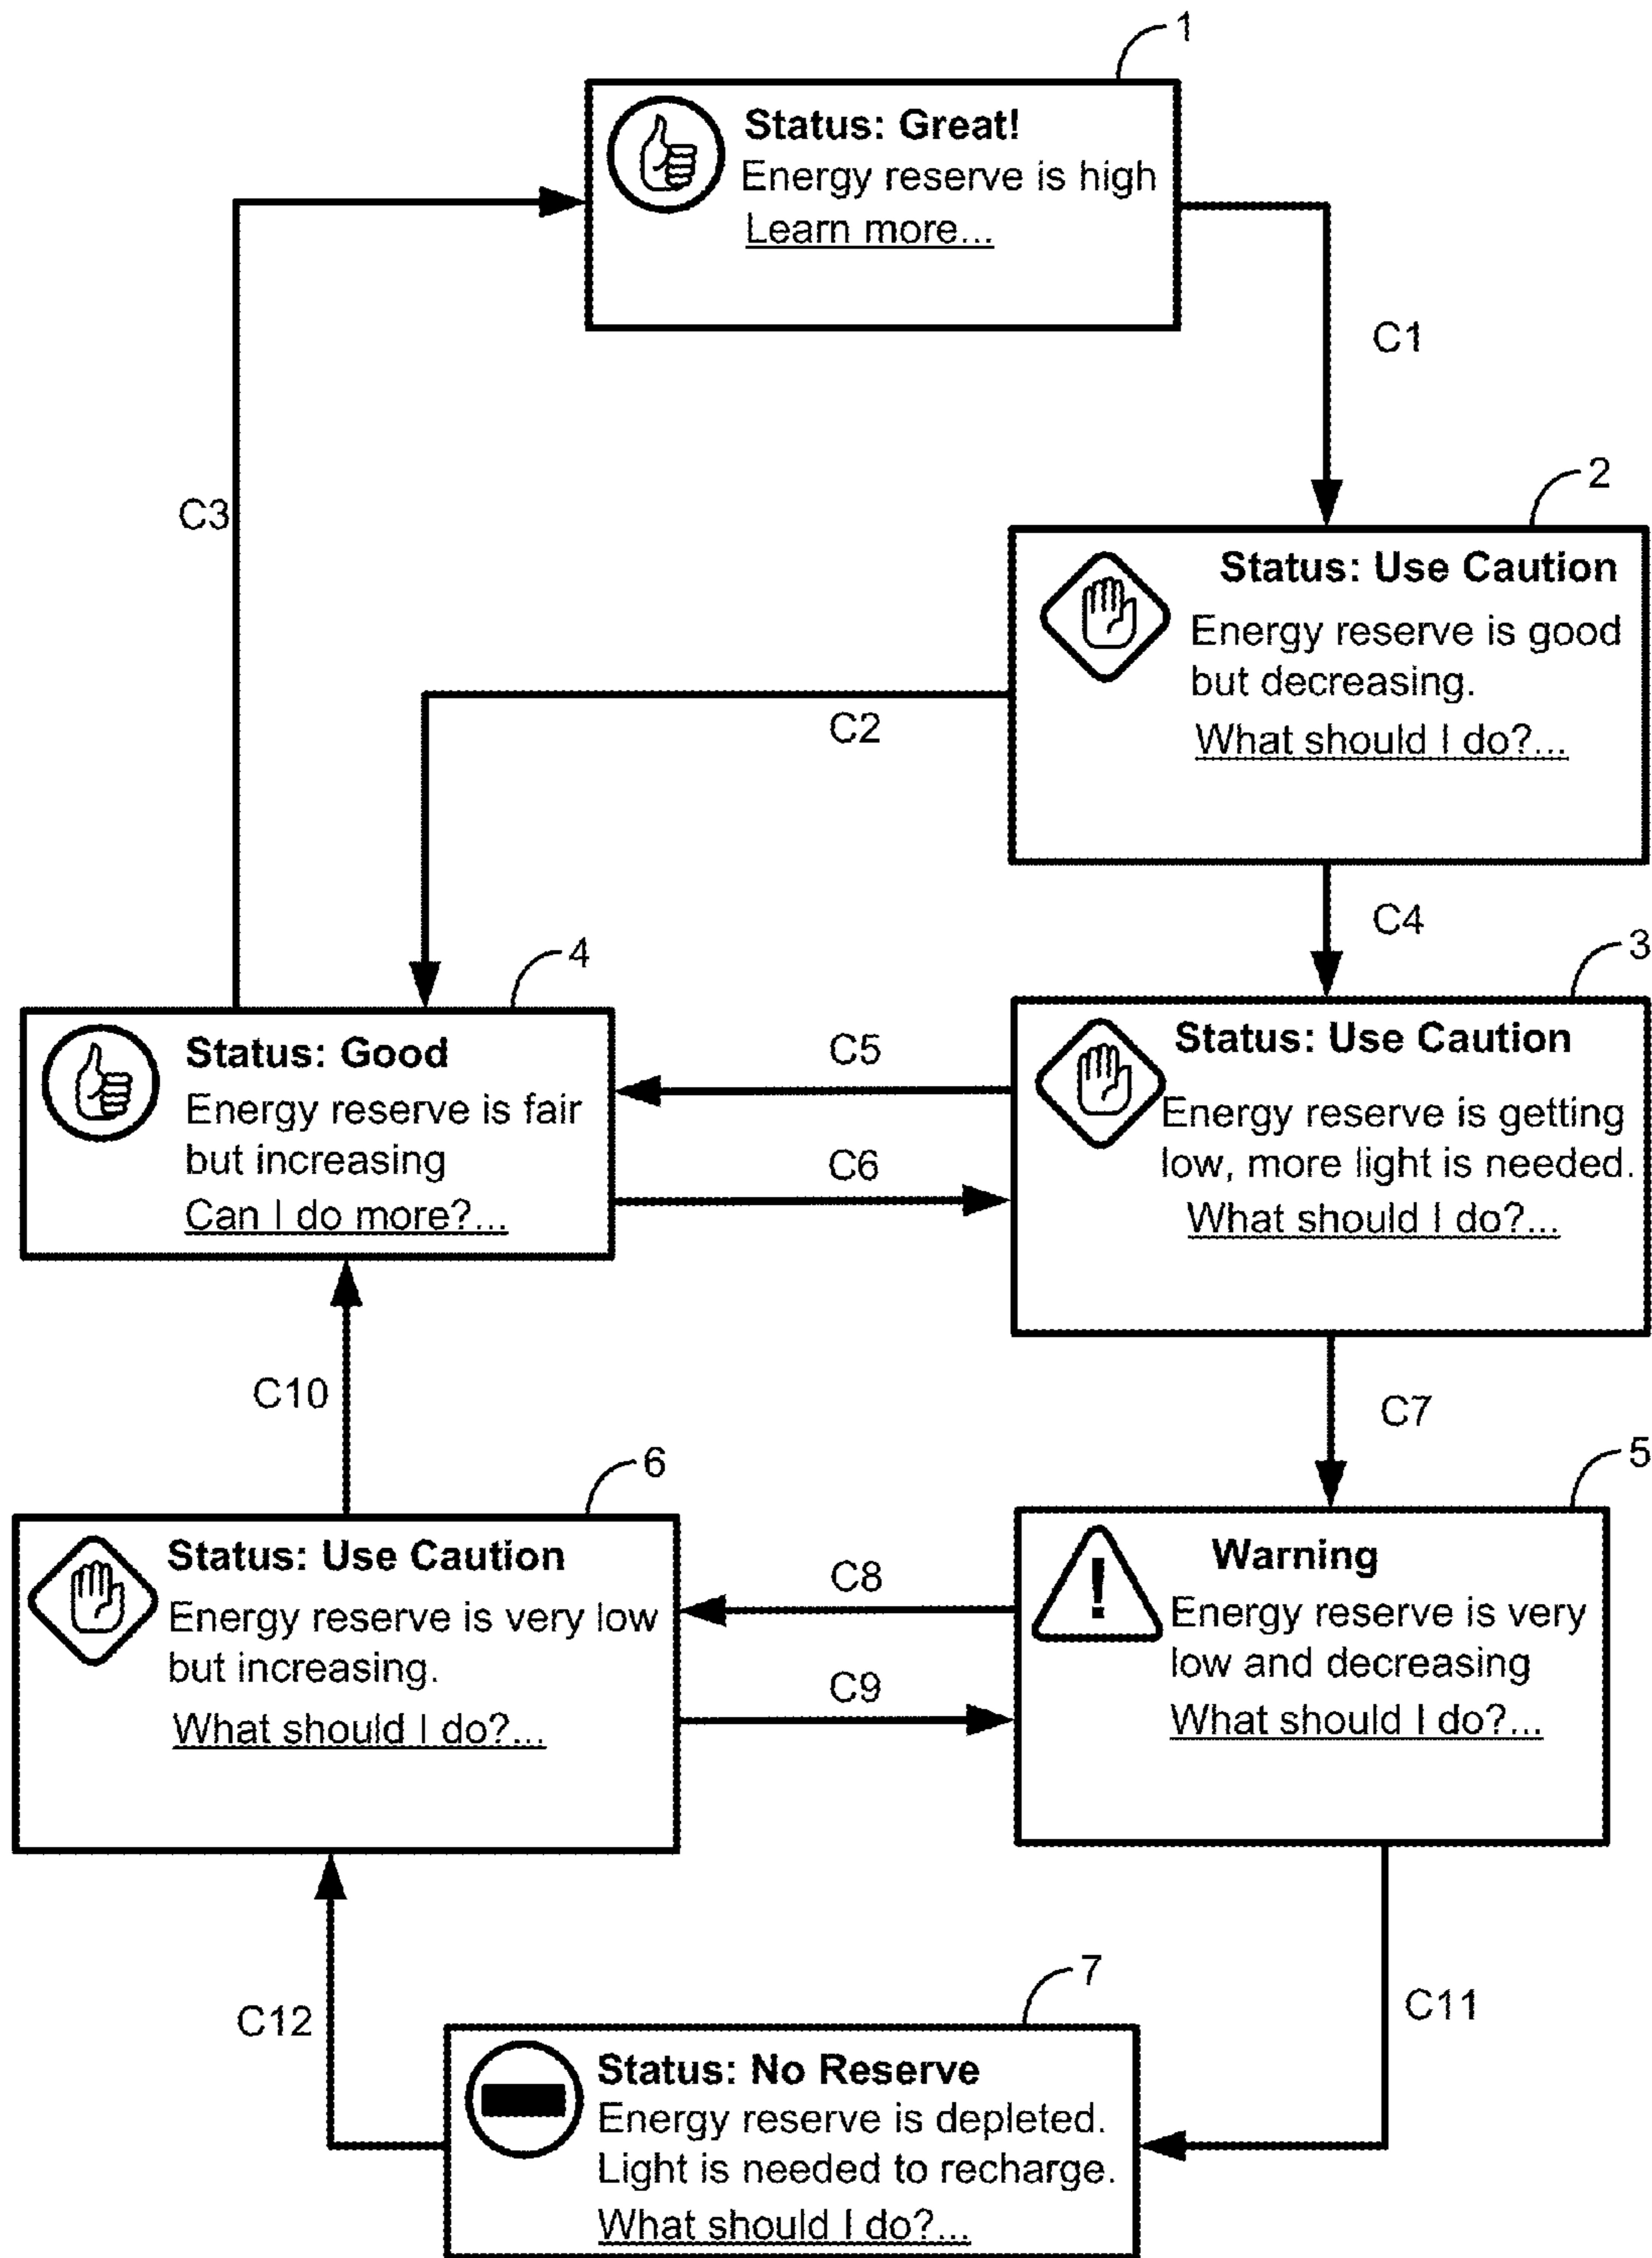 1
Status: Great!
Energy reserve is high
Learn more...
C1
C3
2
Status: Use Caution
Energy reserve is good
but decreasing.
What should I do?...
C2
C4
4
Status: Good
Energy reserve is fair
but increasing
Can I do more?...
C5
C6
3
Status: Use Caution
Energy reserve is getting
low, more light is needed.
What should I do?...
C10
C7
6
Status: Use Caution
Energy reserve is very low
but increasing.
What should I do?...
C8
C9
5
Warning
!
Energy reserve is very
low and decreasing
What should I do?...
C12
C11
7
Status: No Reserve
Energy reserve is depleted.
Light is needed to recharge.
What should I do?...